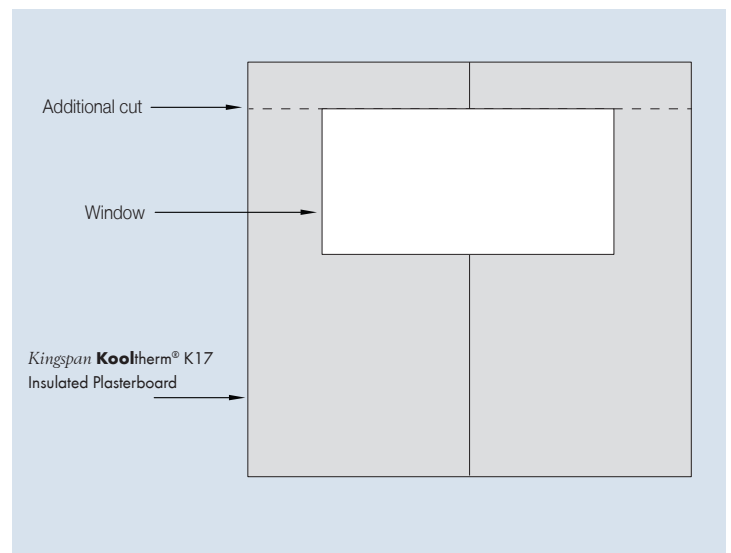 Additional cut
Window
Kingspan Kooltherm® K17
Insulated Plasterboard